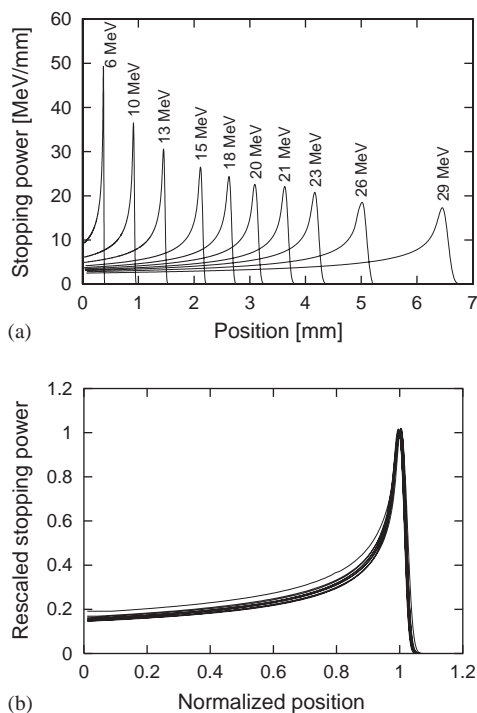 60
50
40
30
20
10
0
Stopping power [MeV/mm]
6 MeV
10 MeV
13 MeV
15 MeV
18 MeV
20 MeV
21 MeV
23 MeV
26 MeV
29 MeV
0 1 2 3 4 5 6 7
Position [mm]
(a)
1.2
1
0.8
0.6
0.4
0.2
0
Rescaled stopping power
0 0.2 0.4 0.6 0.8 1 1.2
Normalized position
(b)